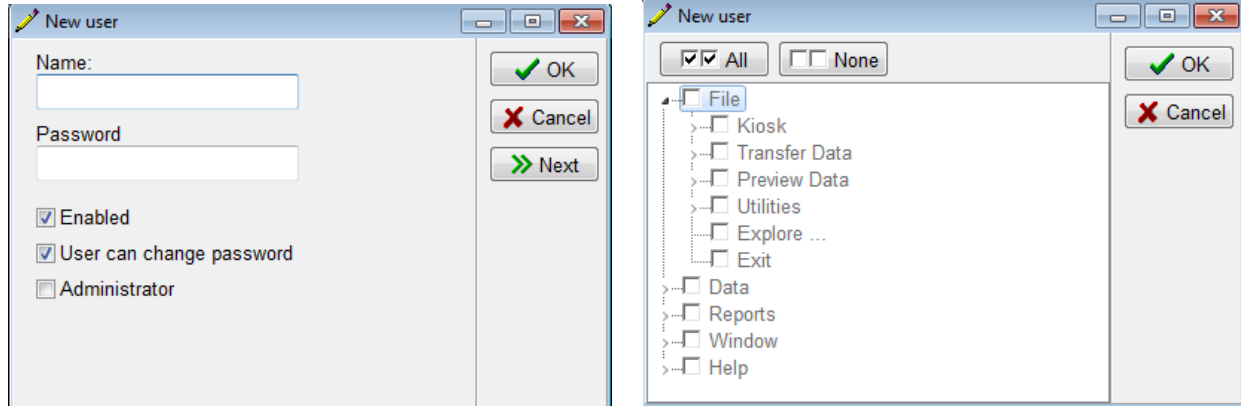 New user
Name:
OK
Cancel
Password
Next
Enabled
User can change password
Administrator
New user
All
None
OK
Cancel
File
Kiosk
Transfer Data
Preview Data
Utilities
Explore ...
Exit
Data
Reports
Window
Help